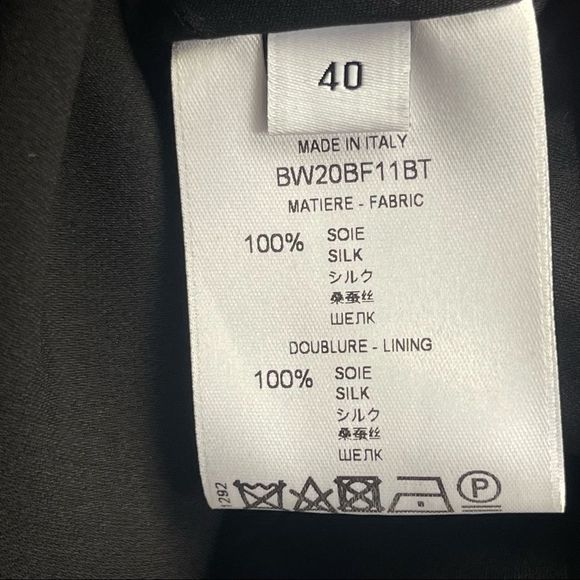 40
MADE IN ITALY
BW20BF11BT
MATIERE - FABRIC
100% SOIE
SILK
シルク
桑蚕丝
ШЕЛК
DOUBLURE - LINING
100% SOIE
SILK
シルク
桑蚕丝
ШЕЛК
1292
P